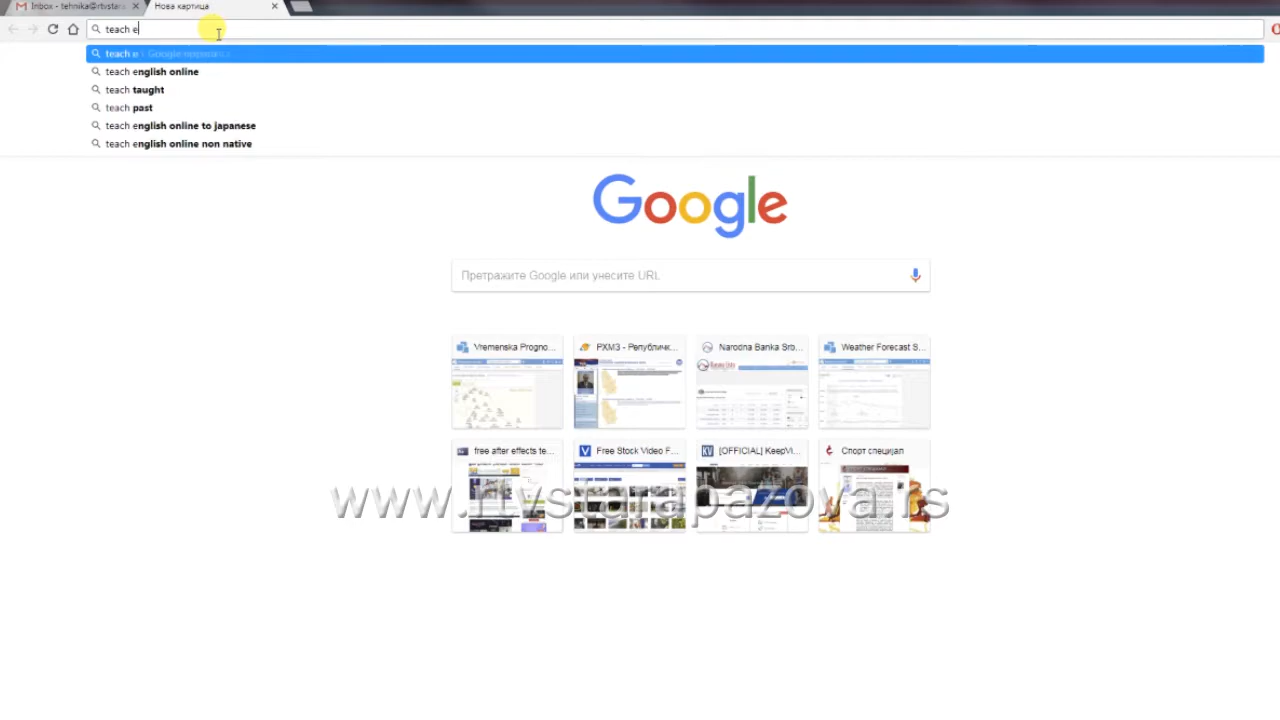 Inbox - tehnika@rtvstara
Нова картица
teach e
teach e
teach english online
teach taught
teach past
teach english online to japanese
teach english online non native
Google
Претражите Google или унесите URL
Vremenska Progno...
РХМЗ - Републичк...
Narodna Banka Srb...
Weather Forecast S...
free after effects te...
Free Stock Video F...
[OFFICIAL] KeepVi...
Спорт специјал
www.rtvstarapazova.rs